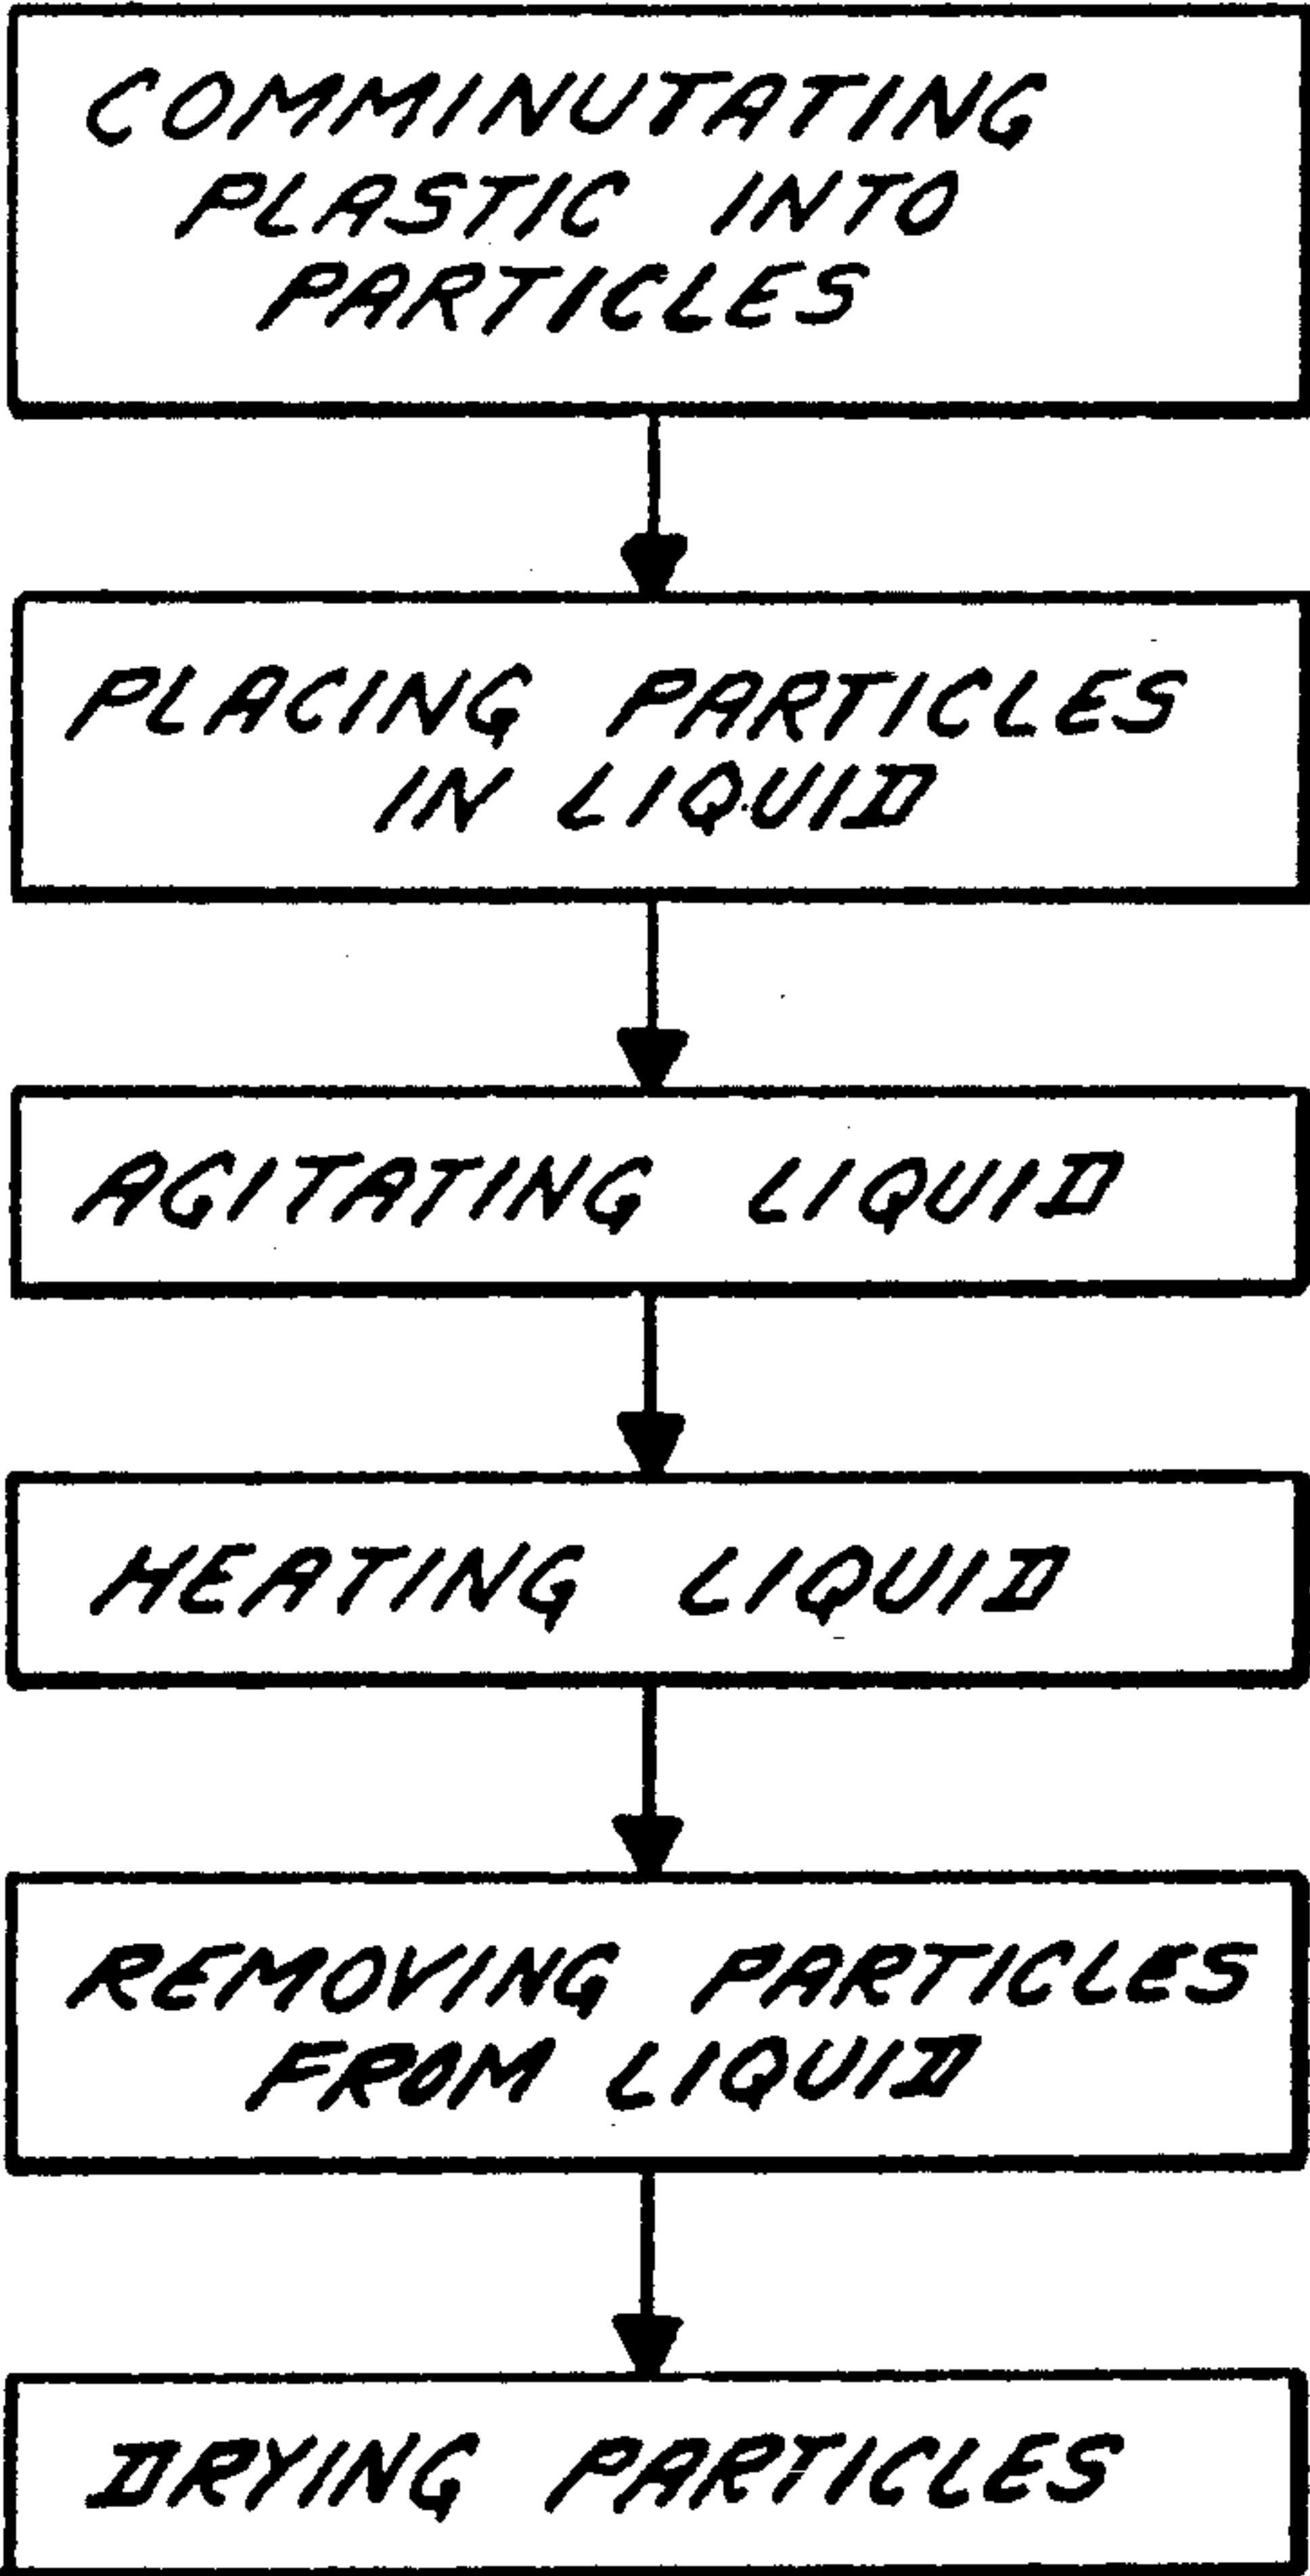 COMMINUTATING
PLASTIC INTO
PARTICLES
PLACING PARTICLES
IN LIQUID
AGITATING LIQUID
HEATING LIQUID
REMOVING PARTICLES
FROM LIQUID
DRYING PARTICLES